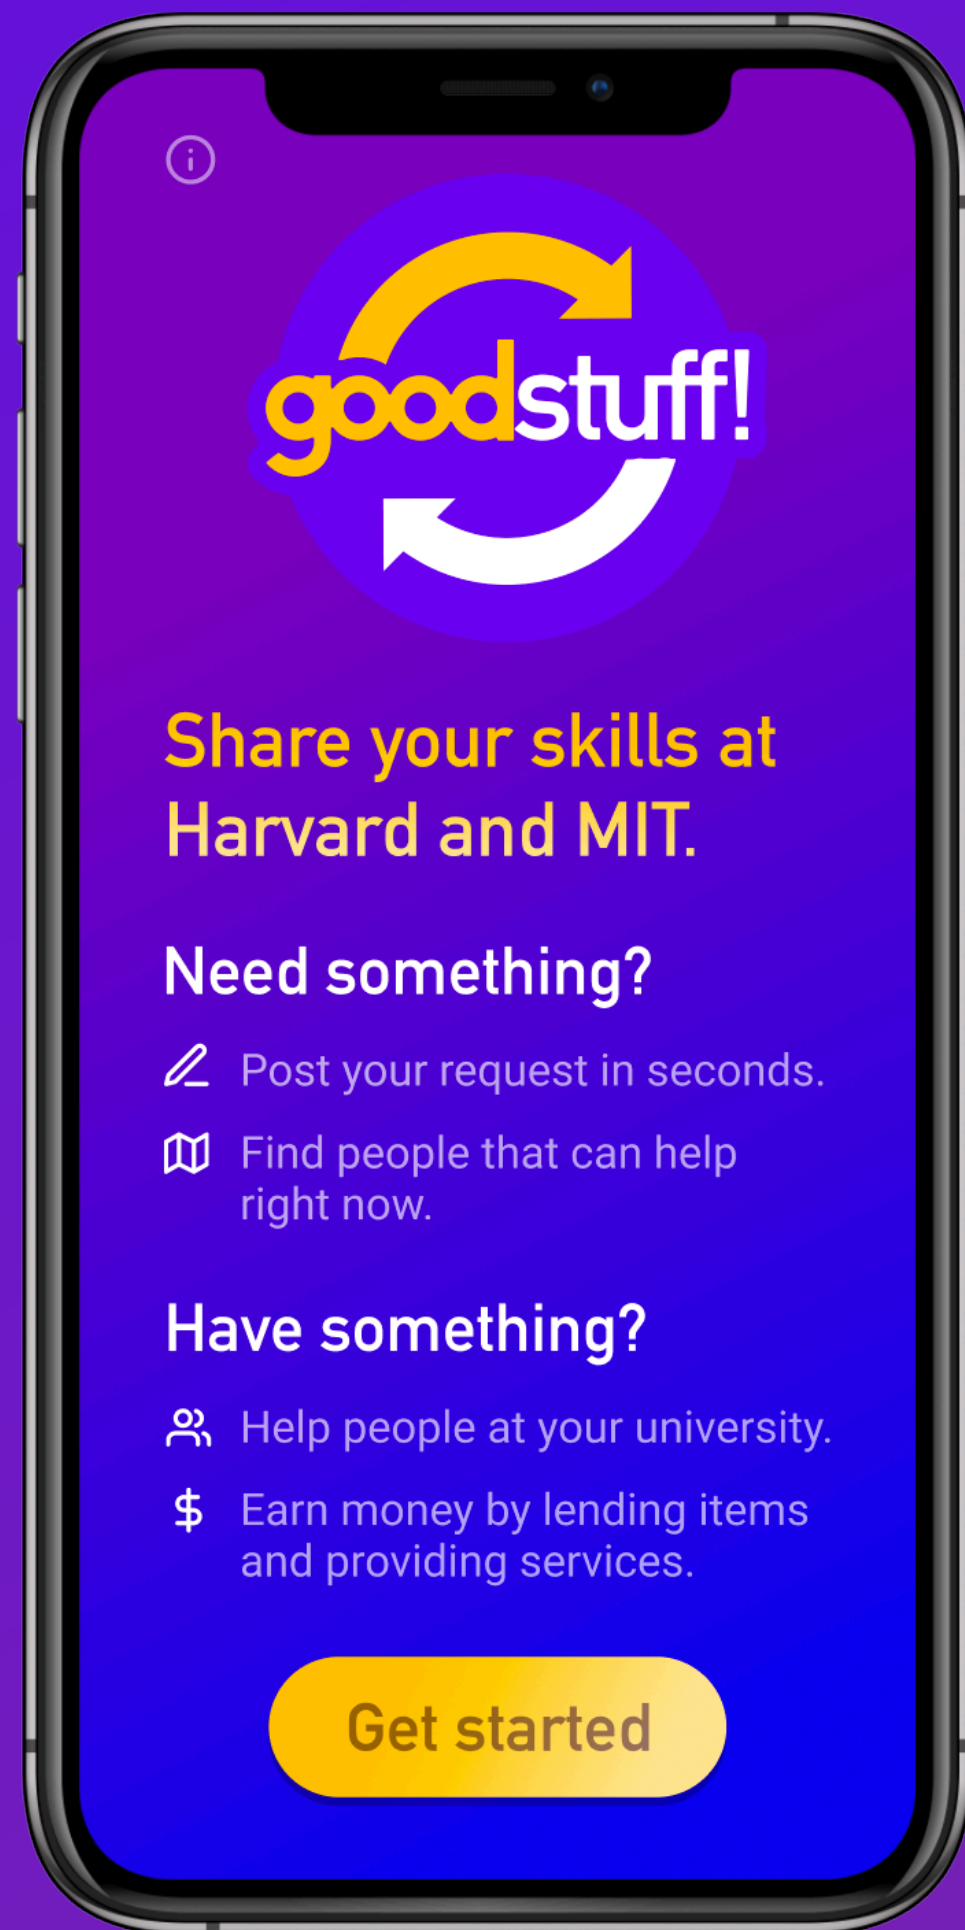 goodstuff!
Share your skills at
Harvard and MIT.
Need something?
Post your request in seconds.
Find people that can help
right now.
Have something?
Help people at your university.
Earn money by lending items
and providing services.
Get started